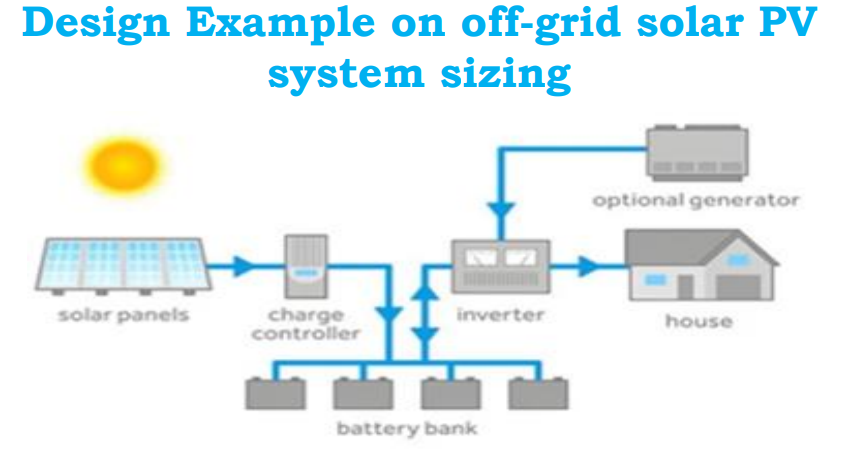 Design Example on off-grid solar PV
system sizing
optional generator
solar panels
charge
controller
inverter
house
battery bank